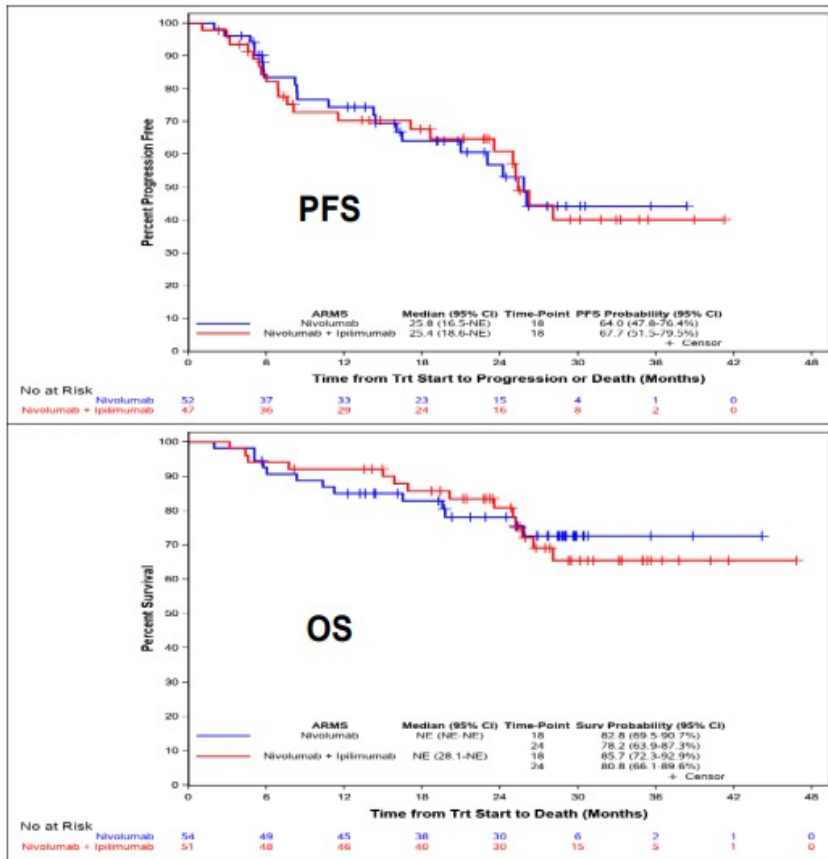 100
90
80
70
60
50
40
30
20
10
0
Percent Progression Free
PFS
ARMS Median (95% CI) Time-Point PFS Probability (95% CI)
Nivolumab 25.8 (16.5-NE) 18 64.0 (47.8-76.4%)
Nivolumab + Ipilimumab 25.4 (18.6-NE) 18 67.7 (51.5-79.5%)
+ Censor
0 6 12 18 24 30 36 42 48
Time from Trt Start to Progression or Death (Months)
No at Risk
Nivolumab 52 37 33 23 15 4 1 0
Nivolumab + Ipilimumab 47 36 29 24 16 8 2 0
100
90
80
70
60
50
40
30
20
10
0
Percent Survival
OS
ARMS Median (95% CI) Time-Point Surv Probability (95% CI)
Nivolumab NE (NE-NE) 18 82.8 (69.5-90.7%)
24 78.2 (63.9-87.3%)
Nivolumab + Ipilimumab NE (28.1-NE) 18 85.7 (72.3-92.9%)
24 80.8 (66.1-89.6%)
+ Censor
0 6 12 18 24 30 36 42 48
Time from Trt Start to Death (Months)
No at Risk
Nivolumab 54 49 45 38 30 6 2 1 0
Nivolumab + Ipilimumab 51 48 46 40 30 15 5 1 0